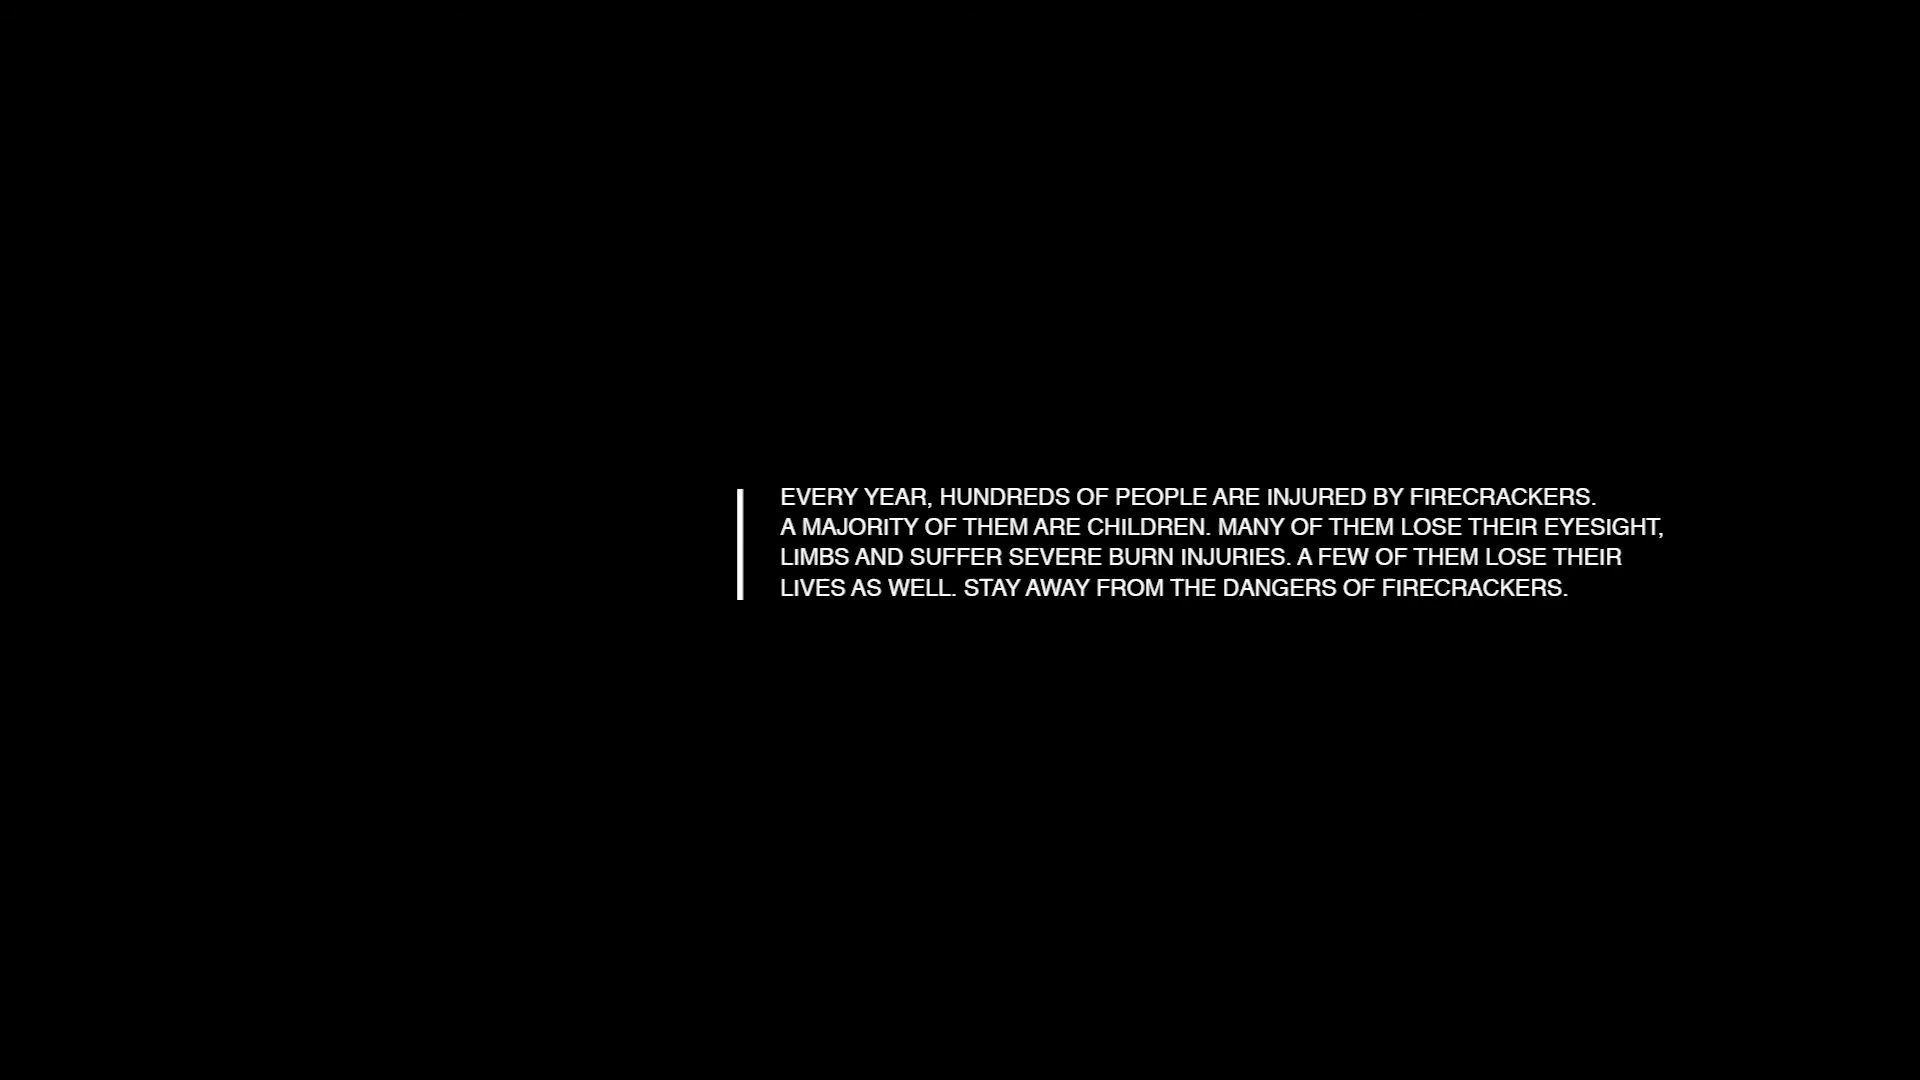 EVERY YEAR, HUNDREDS OF PEOPLE ARE INJURED BY FIRECRACKERS.
A MAJORITY OF THEM ARE CHILDREN. MANY OF THEM LOSE THEIR EYESIGHT,
LIMBS AND SUFFER SEVERE BURN INJURIES. A FEW OF THEM LOSE THEIR
LIVES AS WELL. STAY AWAY FROM THE DANGERS OF FIRECRACKERS.